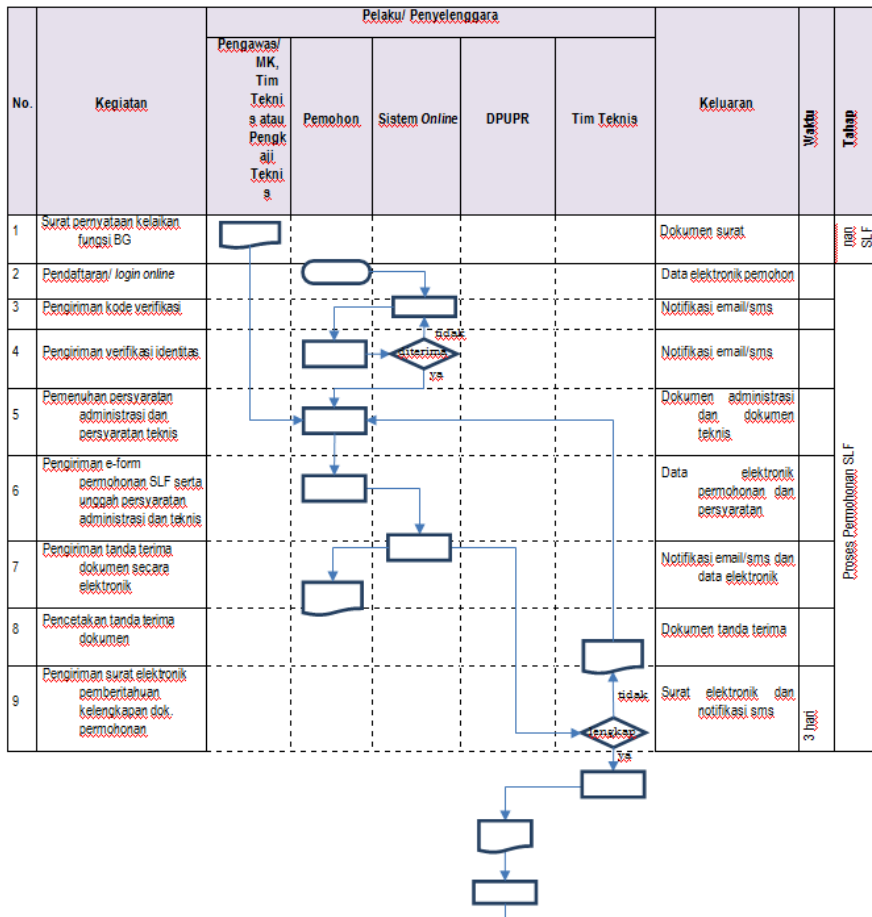 Pelaku/ Penyelenggara
No.
Kegiatan
Pengawas/
MK,
Tim
Tekni
s atau
Pengk
aji
Tekni
s
Pemohon
Sistem Online
DPUPR
Tim Teknis
Keluaran
Waktu
Tahap
1
Surat pernyataan kelaikan
fungsi BG
Dokumen surat
nan
SLF
2
Pendaftaran/ login online
Data elektronik pemohon
3
Pengiriman kode verifikasi
Notifikasi email/sms
tidak
4
Pengiriman verifikasi identitas
diterima
Notifikasi email/sms
ya
5
Pemenuhan persyaratan
administrasi dan
persyaratan teknis
Dokumen administrasi
dan dokumen
teknis
6
Pengiriman e-form
permohonan SLF serta
unggah persyaratan
administrasi dan teknis
Data elektronik
permohonan dan
persyaratan
Proses Permohonan SLF
7
Pengiriman tanda terima
dokumen secara
elektronik
Notifikasi email/sms dan
data elektronik
8
Pencetakan tanda terima
dokumen
Dokumen tanda terima
9
Pengiriman surat elektronik
pemberitahuan
kelengkapan dok.
permohonan
tidak
Surat elektronik dan
notifikasi sms
3 hari
lengkap
ya